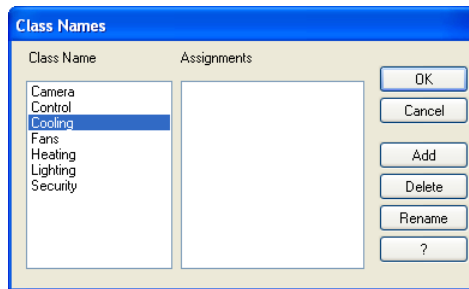 Class Names
Class Name Assignments
Camera
Control
Cooling
Fans
Heating
Lighting
Security
OK
Cancel
Add
Delete
Rename
?